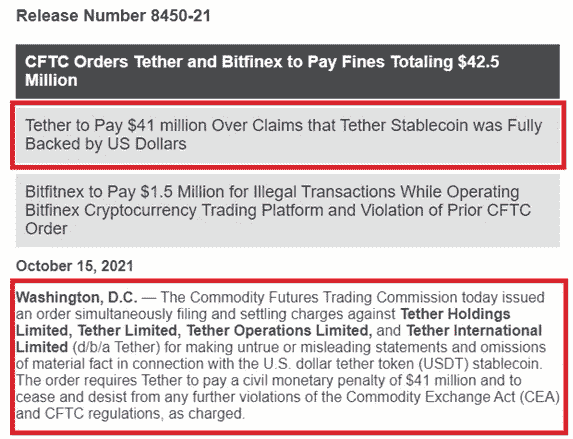 Release Number 8450-21
CFTC Orders Tether and Bitfinex to Pay Fines Totaling $42.5
Million
Tether to Pay $41 million Over Claims that Tether Stablecoin was Fully
Backed by US Dollars
Bitfitnex to Pay $1.5 Million for Illegal Transactions While Operating
Bitfinex Cryptocurrency Trading Platform and Violation of Prior CFTC
Order
October 15, 2021
Washington, D.C. — The Commodity Futures Trading Commission today issued
an order simultaneously filing and settling charges against Tether Holdings
Limited, Tether Limited, Tether Operations Limited, and Tether International
Limited (d/b/a Tether) for making untrue or misleading statements and omissions
of material fact in connection with the U.S. dollar tether token (USDT) stablecoin.
The order requires Tether to pay a civil monetary penalty of $41 million and to
cease and desist from any further violations of the Commodity Exchange Act (CEA)
and CFTC regulations, as charged.